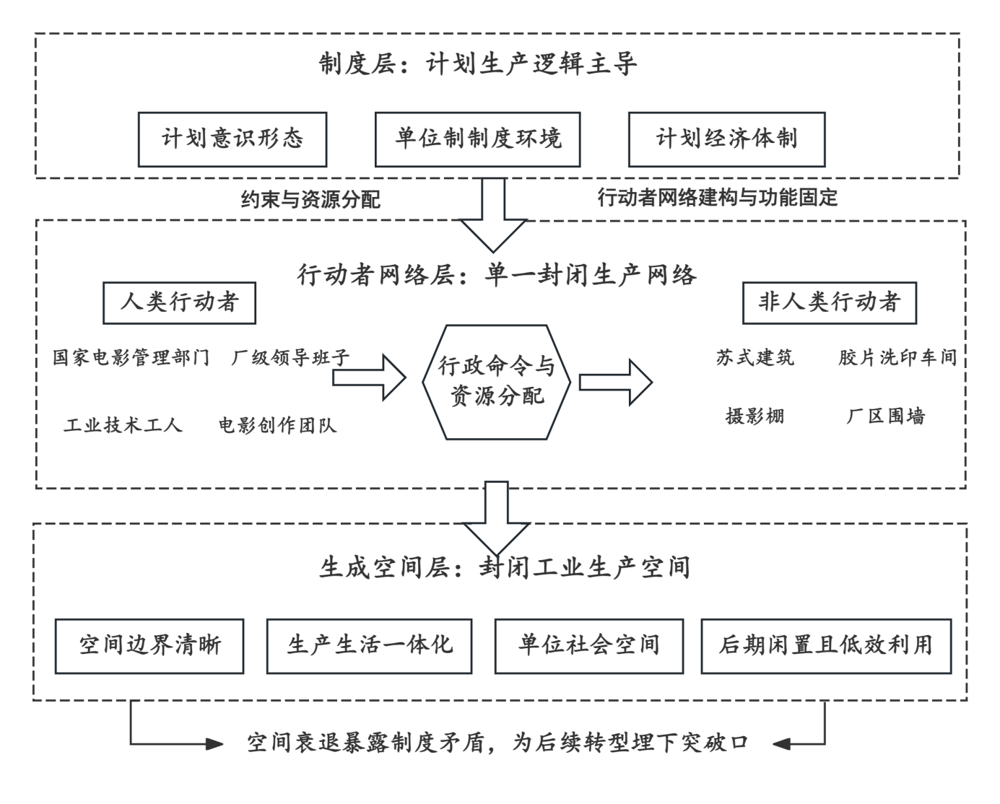 制度层：计划生产逻辑主导
计划意识形态
单位制制度环境
计划经济体制
约束与资源分配
行动者网络建构与功能固定
行动者网络层：单一封闭生产网络
人类行动者
非人类行动者
国家电影管理部门
厂级领导班子
工业技术工人
电影创作团队
行政命令与
资源分配
苏式建筑
胶片洗印车间
摄影棚
厂区围墙
生成空间层：封闭工业生产空间
空间边界清晰
生产生活一体化
单位社会空间
后期闲置且低效利用
空间衰退暴露制度矛盾，为后续转型埋下突破口